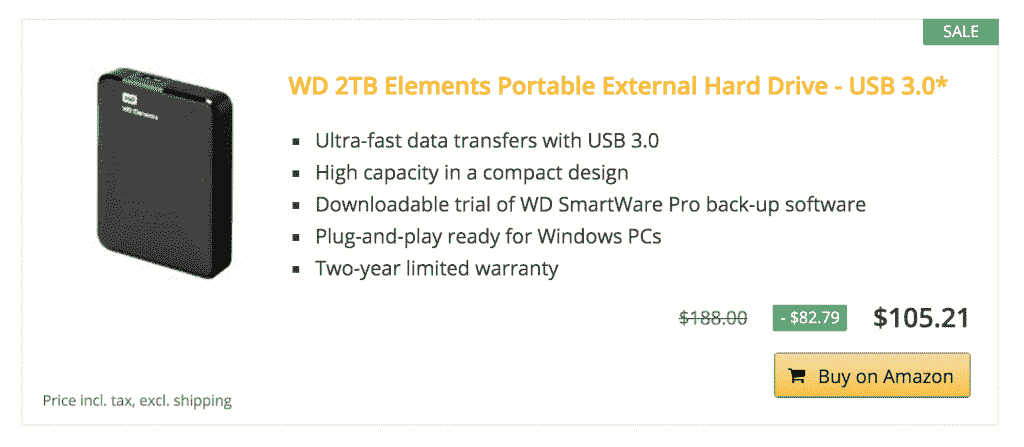 SALE
WD 2TB Elements Portable External Hard Drive - USB 3.0*
WD
WD Elements
Ultra-fast data transfers with USB 3.0
High capacity in a compact design
Downloadable trial of WD SmartWare Pro back-up software
Plug-and-play ready for Windows PCs
Two-year limited warranty
$188.00 - $82.79 $105.21
Buy on Amazon
Price incl. tax, excl. shipping